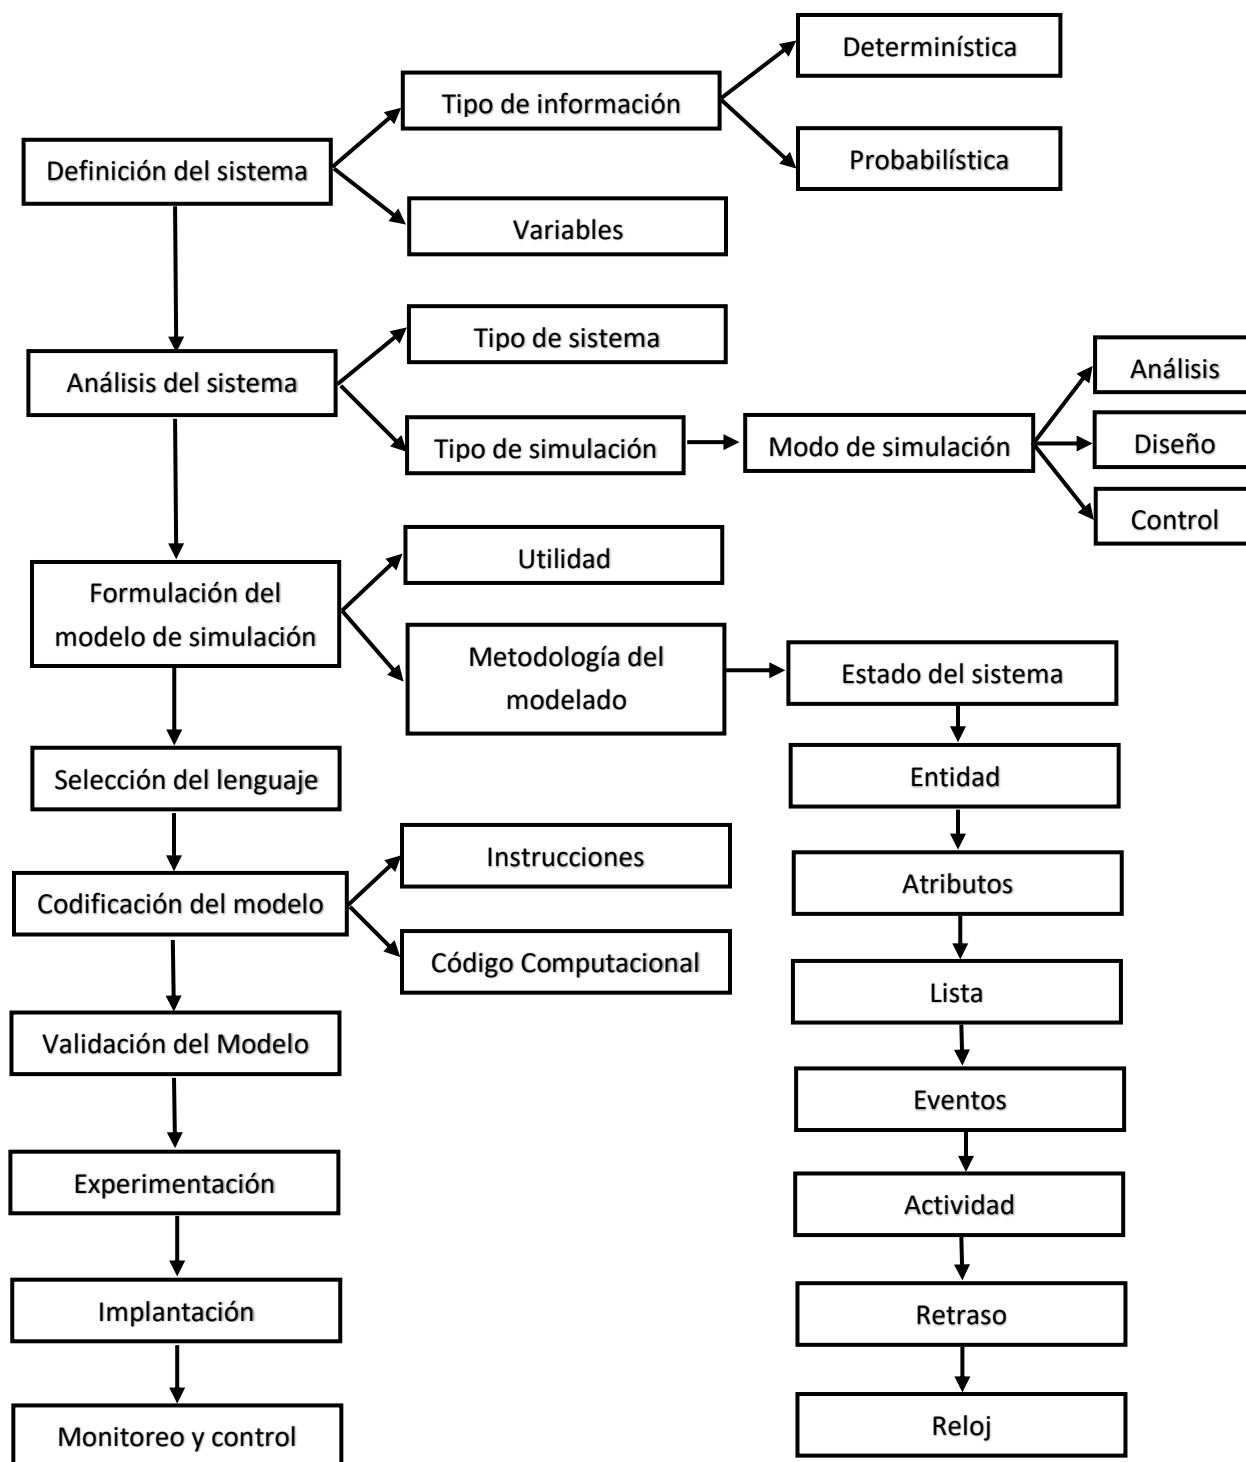 Determinística
Tipo de información
Probabilística
Definición del sistema
Variables
Tipo de sistema
Análisis del sistema
Análisis
Tipo de simulación
Modo de simulación
Diseño
Control
Utilidad
Formulación del
modelo de simulación
Metodología del
modelado
Estado del sistema
Selección del lenguaje
Entidad
Instrucciones
Atributos
Codificación del modelo
Código Computacional
Lista
Validación del Modelo
Eventos
Experimentación
Actividad
Implantación
Retraso
Monitoreo y control
Reloj